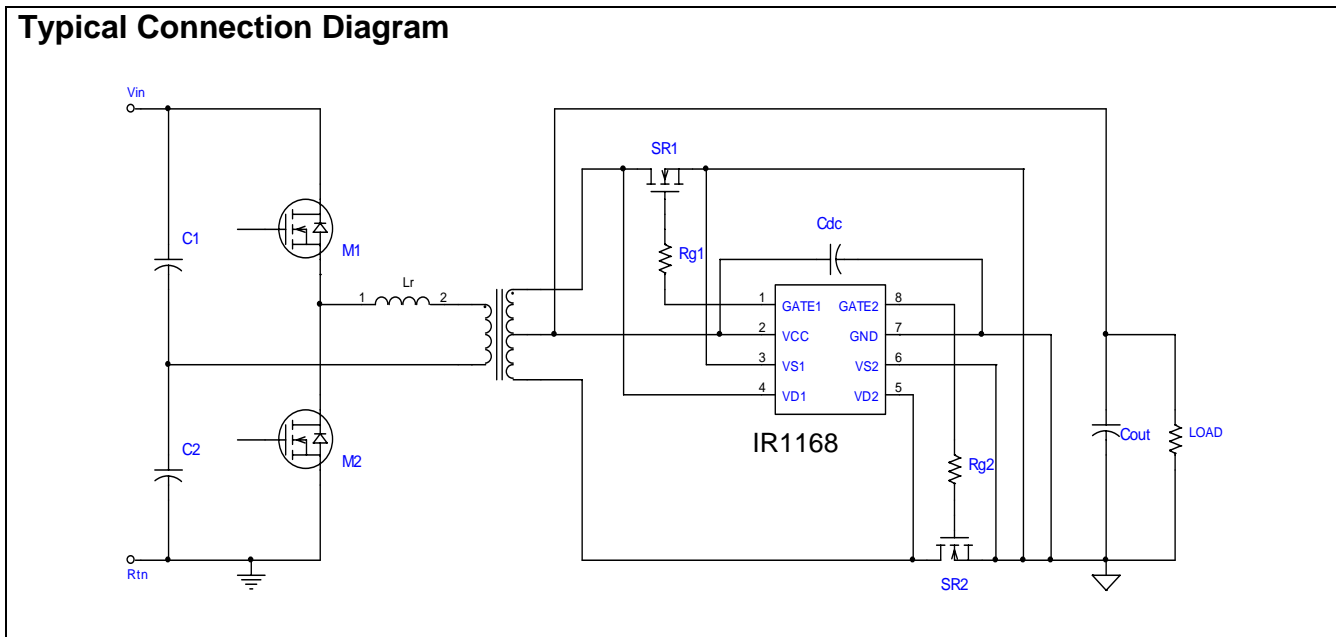 Typical Connection Diagram
Vin
SR1
Cdc
C1
M1
Rg1
1 Lr 2
1 GATE1 GATE2 8
2 VCC GND 7
3 VS1 VS2 6
4 VD1 VD2 5
IR1168
Cout
LOAD
C2
M2
Rg2
Rtn
SR2